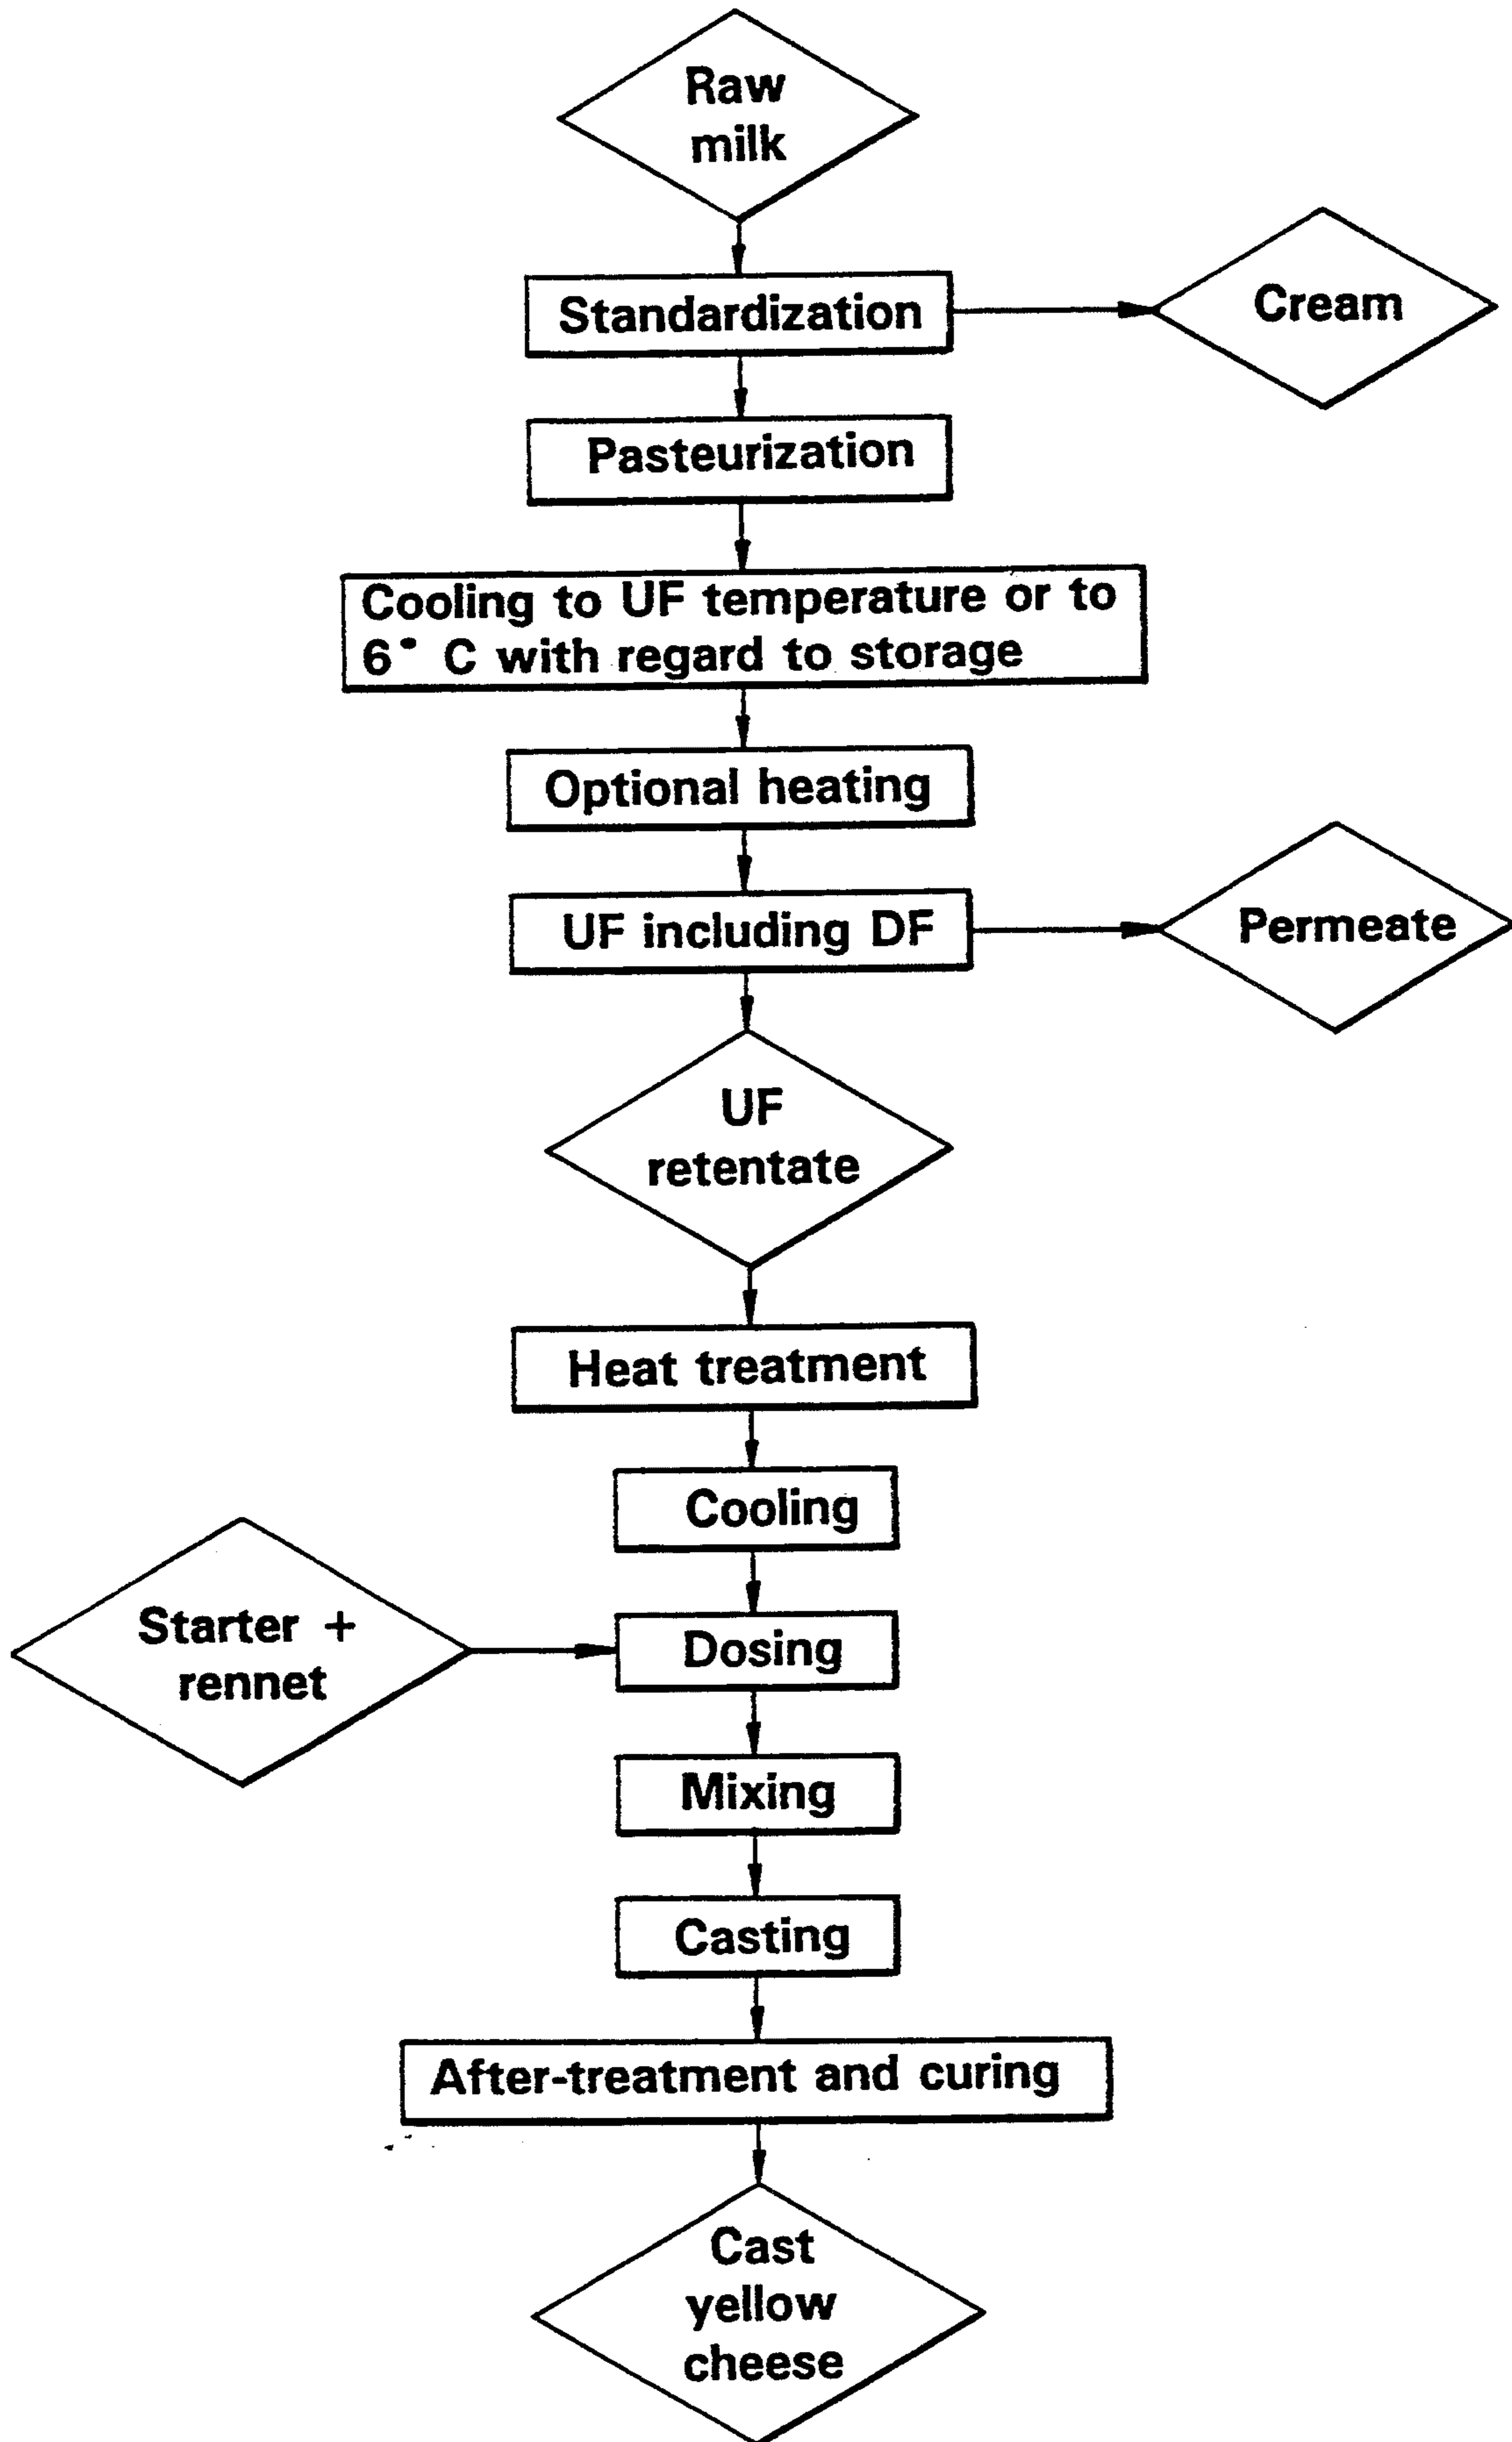 Raw
milk
Standardization
Cream
Pasteurization
Cooling to UF temperature or to
6° C with regard to storage
Optional heating
UF including DF
Permeate
UF
retentate
Heat treatment
Cooling
Starter +
rennet
Dosing
Mixing
Casting
After-treatment and curing
Cast
yellow
cheese